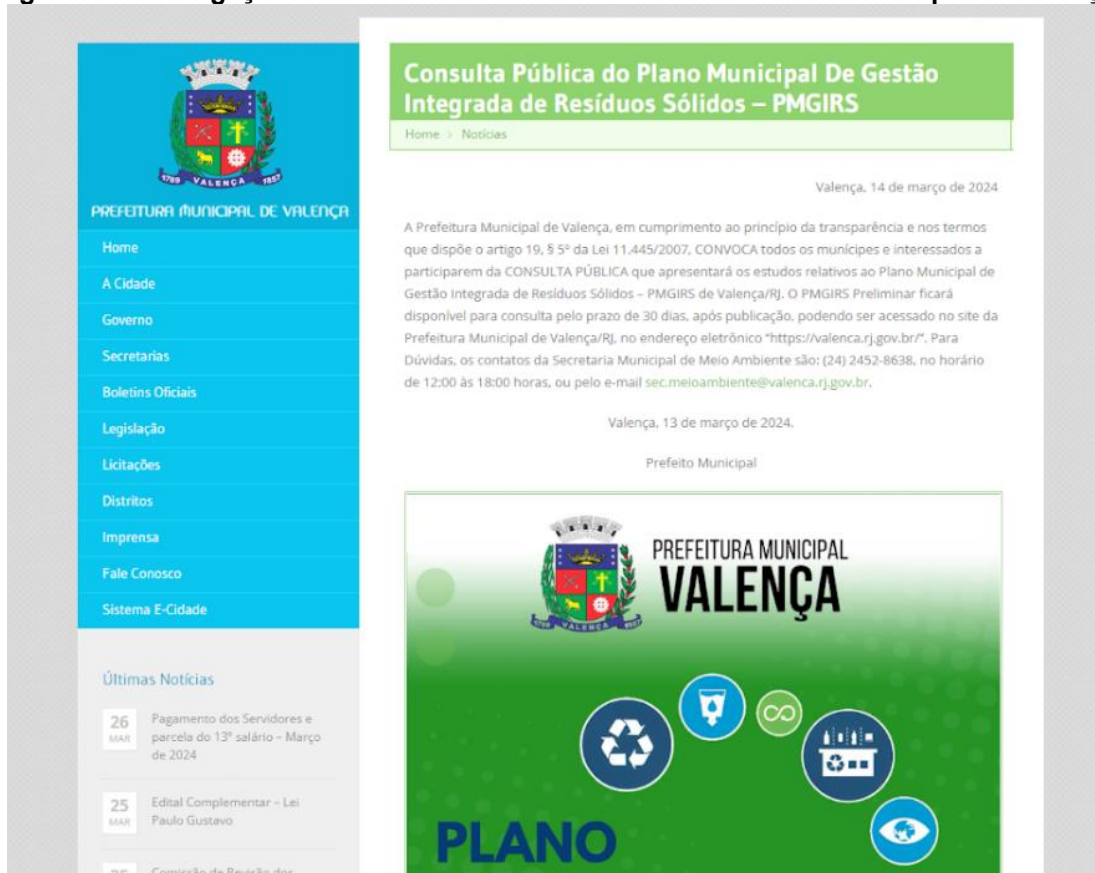 1789 VALENÇA 1857
PREFEITURA MUNICIPAL DE VALENÇA
Home
A Cidade
Governo
Secretarias
Boletins Oficiais
Legislação
Licitações
Distritos
Imprensa
Fale Conosco
Sistema E-Cidade
Últimas Notícias
26
MAR
Pagamento dos Servidores e
parcela do 13º salário – Março
de 2024
25
MAR
Edital Complementar – Lei
Paulo Gustavo
Consulta Pública do Plano Municipal De Gestão
Integrada de Resíduos Sólidos – PMGIRS
Home > Notícias
Valença, 14 de março de 2024
A Prefeitura Municipal de Valença, em cumprimento ao princípio da transparência e nos termos
que dispõe o artigo 19, § 5º da Lei 11.445/2007, CONVOCA todos os munícipes e interessados a
participarem da CONSULTA PÚBLICA que apresentará os estudos relativos ao Plano Municipal de
Gestão Integrada de Resíduos Sólidos – PMGIRS de Valença/RJ. O PMGIRS Preliminar ficará
disponível para consulta pelo prazo de 30 dias, após publicação, podendo ser acessado no site da
Prefeitura Municipal de Valença/RJ, no endereço eletrônico “https://valenca.rj.gov.br/”. Para
Dúvidas, os contatos da Secretaria Municipal de Meio Ambiente são: (24) 2452-8638, no horário
de 12:00 às 18:00 horas, ou pelo e-mail sec.meioambiente@valenca.rj.gov.br.
Valença, 13 de março de 2024.
Prefeito Municipal
1789 VALENÇA 1857
PREFEITURA MUNICIPAL
VALENÇA
PLANO